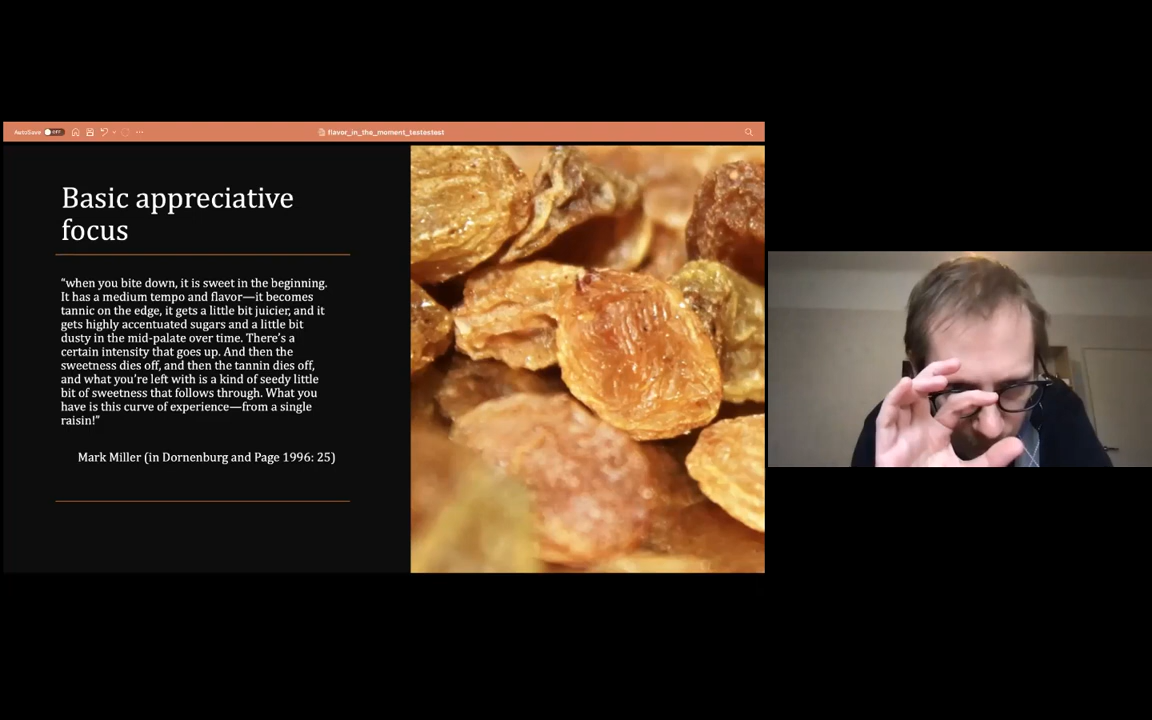 AutoSave OFF
flavor_in_the_moment_teatestest
Basic appreciative
focus
“when you bite down, it is sweet in the beginning.
It has a medium tempo and flavor—it becomes
tannic on the edge, it gets a little bit juicier, and it
gets highly accentuated sugars and a little bit
dusty in the mid-palate over time. There’s a
certain intensity that goes up. And then the
sweetness dies off, and then the tannin dies off,
and what you’re left with is a kind of seedy little
bit of sweetness that follows through. What you
have is this curve of experience—from a single
raisin!”
Mark Miller (in Dornenburg and Page 1996: 25)